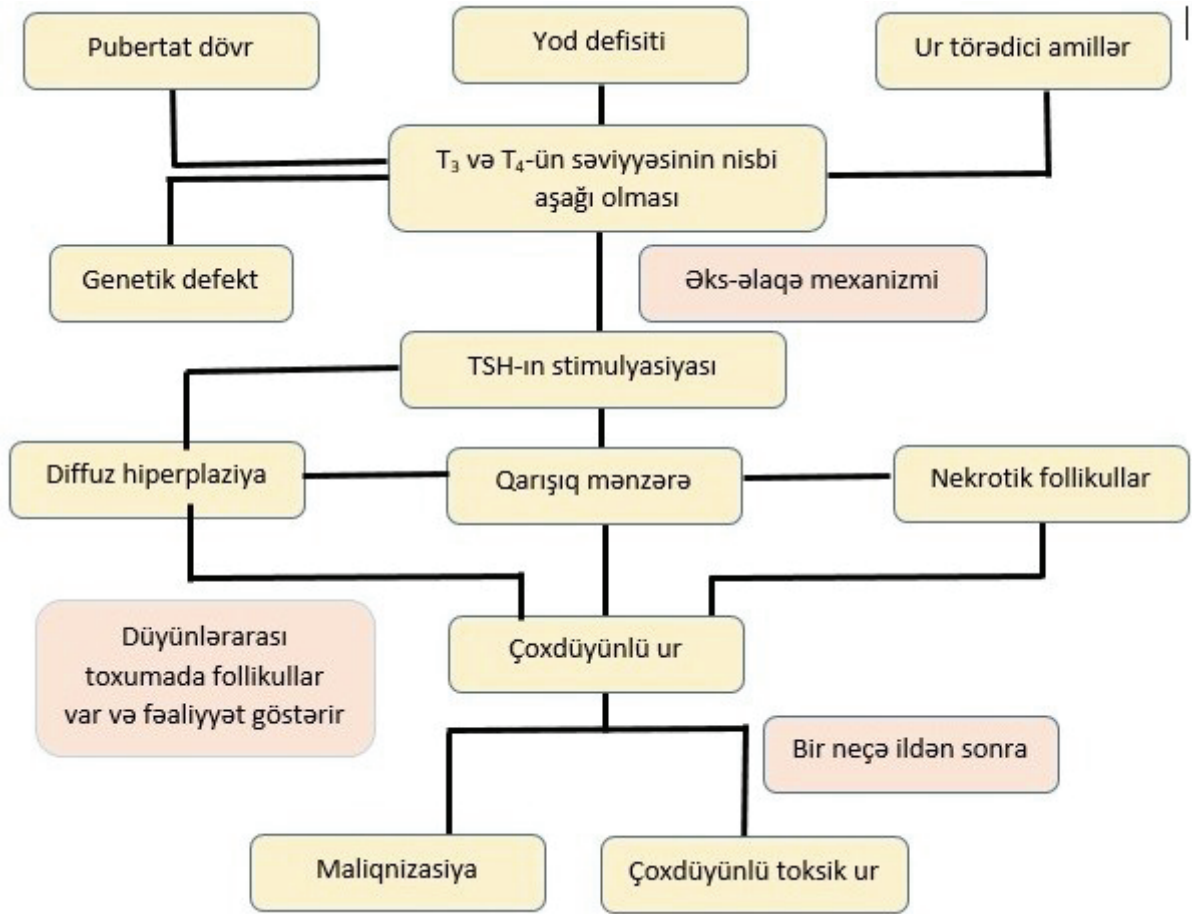 Pubertat dövr
Yod defisiti
Ur törədici amillər
T₃ və T₄-ün səviyyəsinin nisbi
aşağı olması
Genetik defekt
Əks-əlaqə mexanizmi
TSH-ın stimulyasiyası
Diffuz hiperplaziya
Qarışıq mənzərə
Nekrotik follikullar
Düyünlərarası
toxumada follikullar
var və fəaliyyət göstərir
Çoxdüyünlü ur
Bir neçə ildən sonra
Maliqnizasiya
Çoxdüyünlü toksik ur